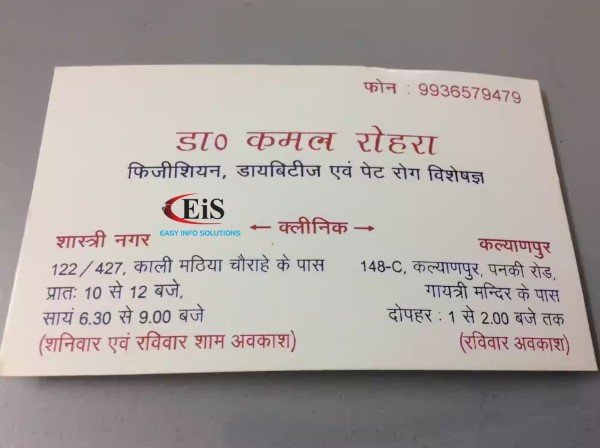 फोन : 9936579479
डा० कमल रोहरा
फिजीशियन, डायबिटीज एवं पेट रोग विशेषज्ञ
EiS
EASY INFO SOLUTIONS
← क्लीनिक →
शास्त्री नगर
122/427, काली मठिया चौराहे के पास
प्रातः 10 से 12 बजे,
सायं 6.30 से 9.00 बजे
(शनिवार एवं रविवार शाम अवकाश)
कल्याणपुर
148-C, कल्याणपुर, पनकी रोड,
गायत्री मन्दिर के पास
दोपहर : 1 से 2.00 बजे तक
(रविवार अवकाश)